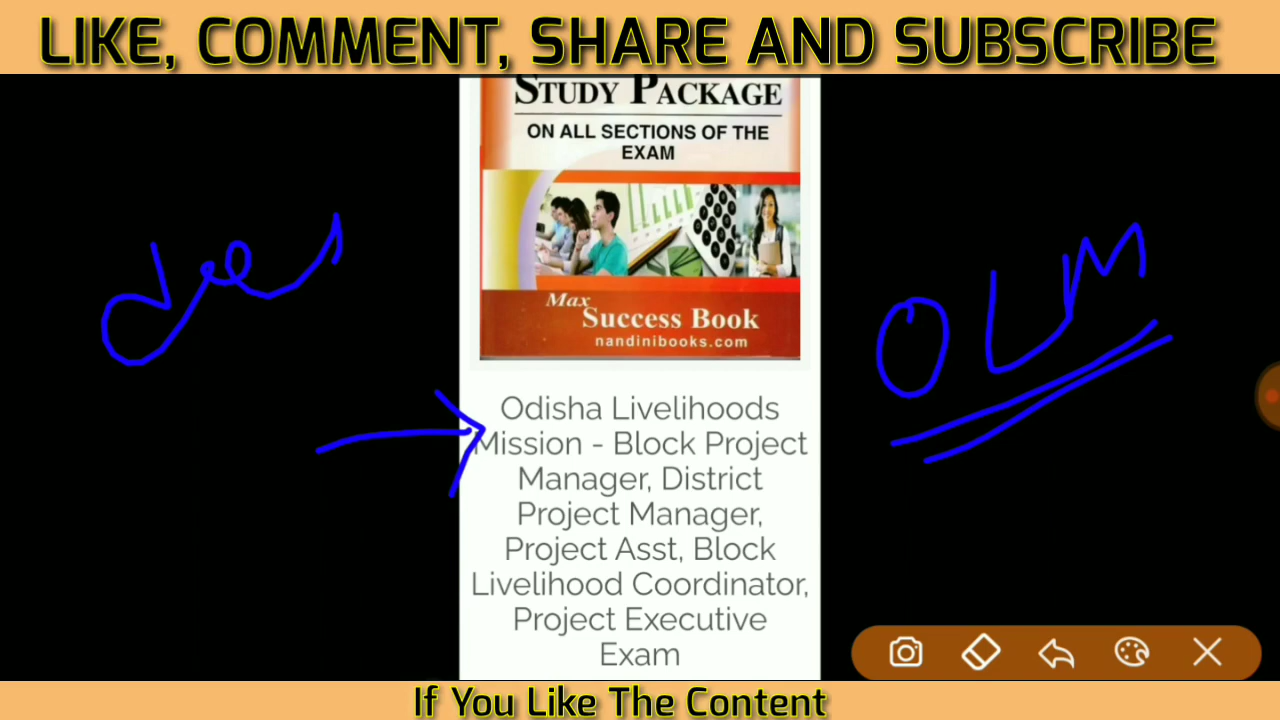 LIKE, COMMENT, SHARE AND SUBSCRIBE
STUDY PACKAGE
ON ALL SECTIONS OF THE
EXAM
Max
Success Book
nandinibooks.com
OLM
Odisha Livelihoods
Mission - Block Project
Manager, District
Project Manager,
Project Asst, Block
Livelihood Coordinator,
Project Executive
Exam
If You Like The Content